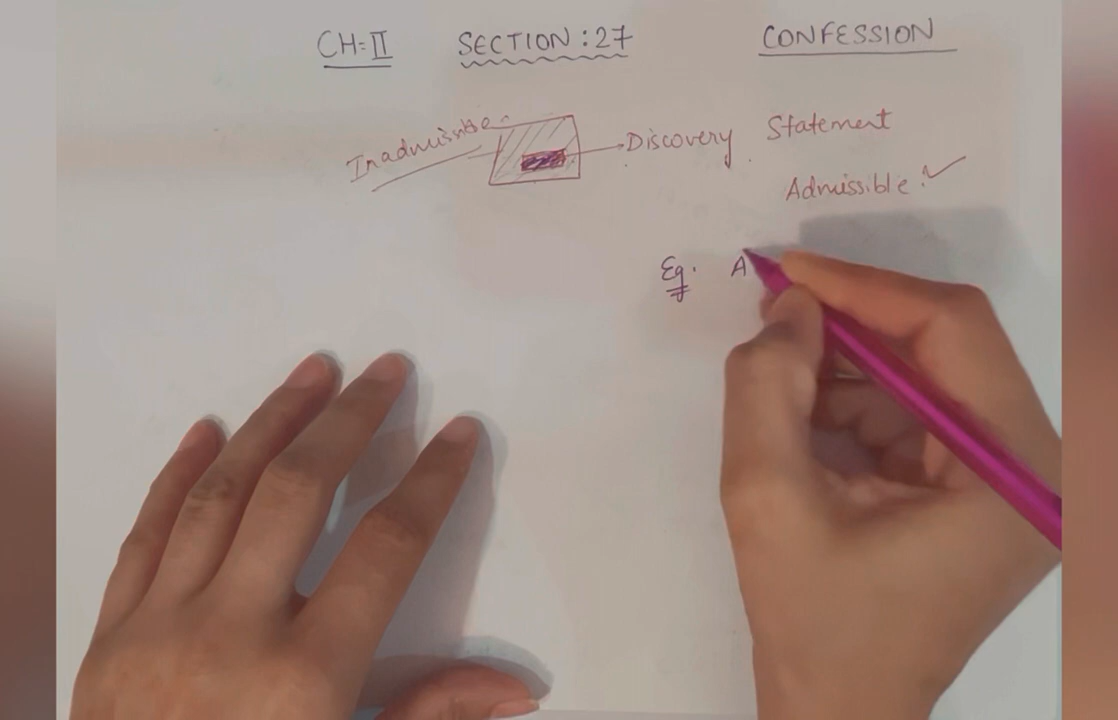 CH=II SECTION:27 CONFESSION
Inadmissible Discovery Statement
Admissible.
Eg. A